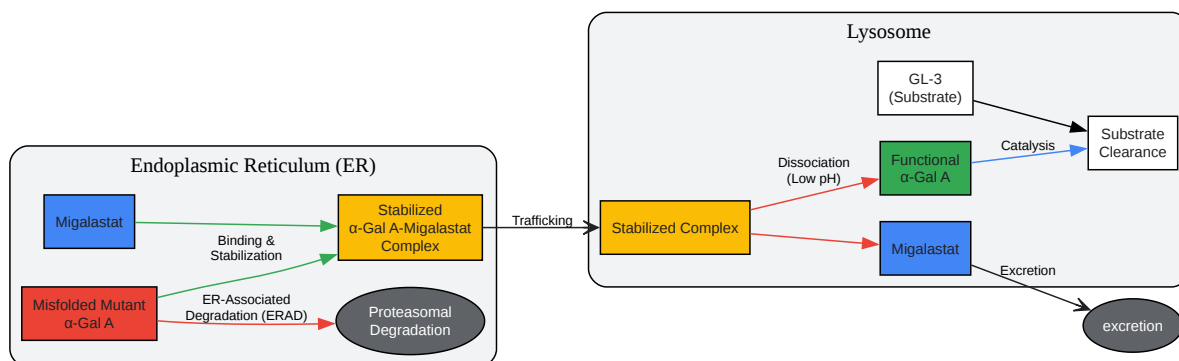 Lysosome
GL-3
(Substrate)
Substrate
Clearance
Catalysis
Functional
α-Gal A
Dissociation
(Low pH)
Endoplasmic Reticulum (ER)
Migalastat
Stabilized
α-Gal A-Migalastat
Complex
Trafficking
Stabilized Complex
Migalastat
Binding &
Stabilization
Excretion
Misfolded Mutant
α-Gal A
ER-Associated
Degradation (ERAD)
Proteasomal
Degradation
excretion